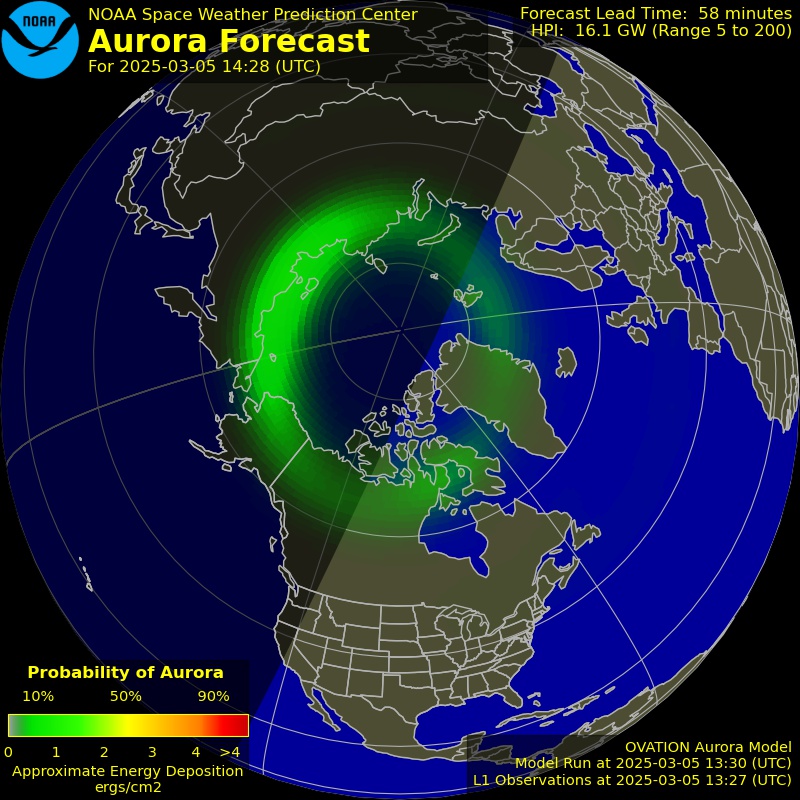 NOAA
NOAA Space Weather Prediction Center
Aurora Forecast
For 2025-03-05 14:28 (UTC)
Forecast Lead Time: 58 minutes
HPI: 16.1 GW (Range 5 to 200)
Probability of Aurora
10% 50% 90%
0 1 2 3 4 >4
Approximate Energy Deposition
ergs/cm2
OVATION Aurora Model
Model Run at 2025-03-05 13:30 (UTC)
L1 Observations at 2025-03-05 13:27 (UTC)